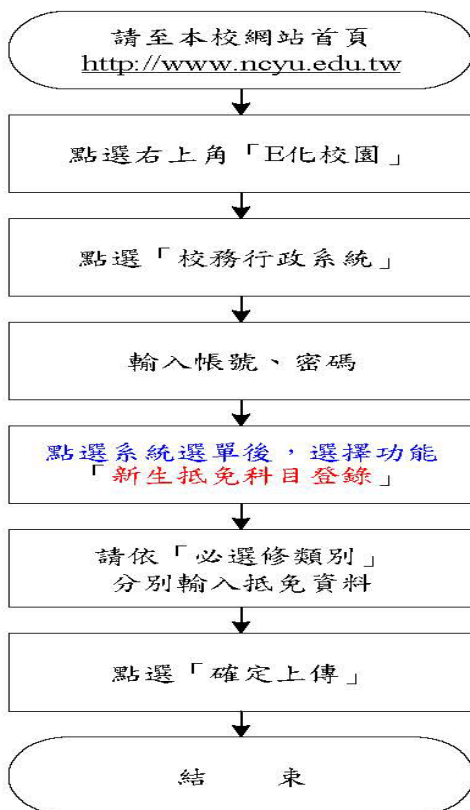 請至本校網站首頁
http://www.ncyu.edu.tw
點選右上角「E化校園」
點選「校務行政系統」
輸入帳號、密碼
點選系統選單後，選擇功能
「新生抵免科目登錄」
請依「必選修類別」
分別輸入抵免資料
點選「確定上傳」
結 束